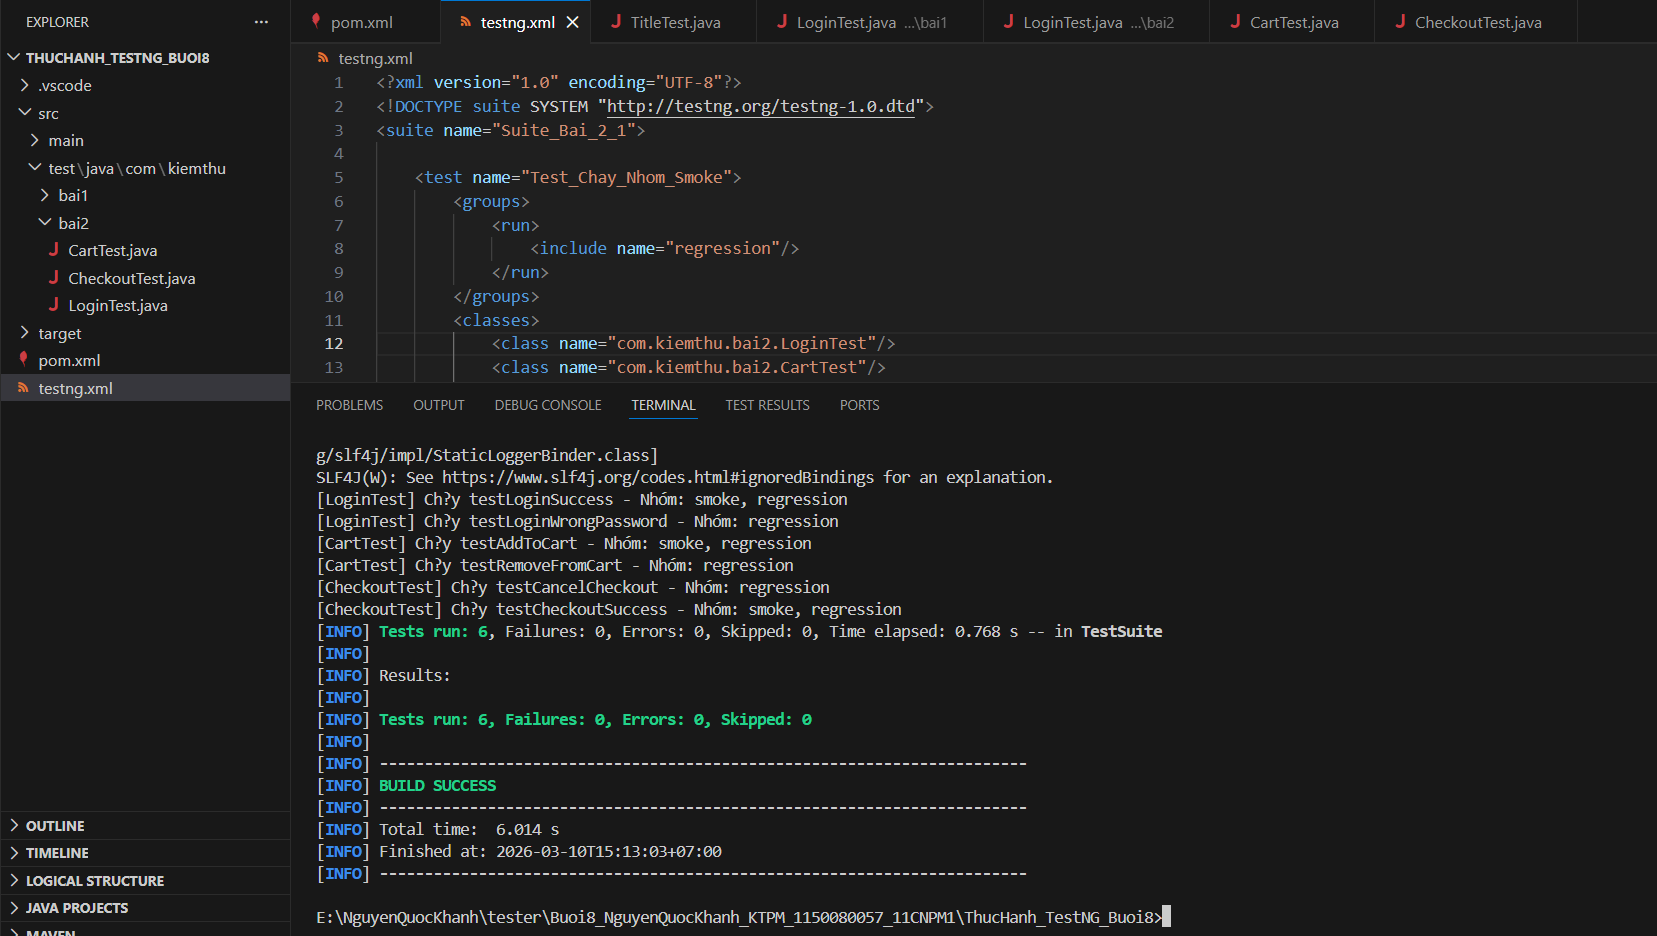 EXPLORER
pom.xml
testng.xml
TitleTest.java
LoginTest.java ...\bai1
LoginTest.java ...\bai2
CartTest.java
CheckoutTest.java
THUCHANH_TESTNG_BUOI8
.vscode
src
main
test\java\com\kiemthu
bai1
bai2
CartTest.java
CheckoutTest.java
LoginTest.java
target
pom.xml
testng.xml
OUTLINE
TIMELINE
LOGICAL STRUCTURE
JAVA PROJECTS
MAVEN
testng.xml
1 <?xml version="1.0" encoding="UTF-8"?>
2 <!DOCTYPE suite SYSTEM "http://testng.org/testng-1.0.dtd">
3 <suite name="Suite_Bai_2_1">
4
5 <test name="Test_Chay_Nhom_Smoke">
6 <groups>
7 <run>
8 <include name="regression"/>
9 </run>
10 </groups>
11 <classes>
12 <class name="com.kiemthu.bai2.LoginTest"/>
13 <class name="com.kiemthu.bai2.CartTest"/>
PROBLEMS OUTPUT DEBUG CONSOLE TERMINAL TEST RESULTS PORTS
g/slf4j/impl/StaticLoggerBinder.class]
SLF4J(W): See https://www.slf4j.org/codes.html#ignoredBindings for an explanation.
[LoginTest] Ch?y testLoginSuccess - Nhóm: smoke, regression
[LoginTest] Ch?y testLoginWrongPassword - Nhóm: regression
[CartTest] Ch?y testAddToCart - Nhóm: smoke, regression
[CartTest] Ch?y testRemoveFromCart - Nhóm: regression
[CheckoutTest] Ch?y testCancelCheckout - Nhóm: regression
[CheckoutTest] Ch?y testCheckoutSuccess - Nhóm: smoke, regression
[INFO] Tests run: 6, Failures: 0, Errors: 0, Skipped: 0, Time elapsed: 0.768 s -- in TestSuite
[INFO]
[INFO] Results:
[INFO]
[INFO] Tests run: 6, Failures: 0, Errors: 0, Skipped: 0
[INFO]
[INFO] ------------------------------------------------------------------------
[INFO] BUILD SUCCESS
[INFO] ------------------------------------------------------------------------
[INFO] Total time:  6.014 s
[INFO] Finished at: 2026-03-10T15:13:03+07:00
[INFO] ------------------------------------------------------------------------
E:\NguyenQuocKhanh\tester\Buoi8_NguyenQuocKhanh_KTPM_1150080057_11CNPM1\ThucHanh_TestNG_Buoi8>